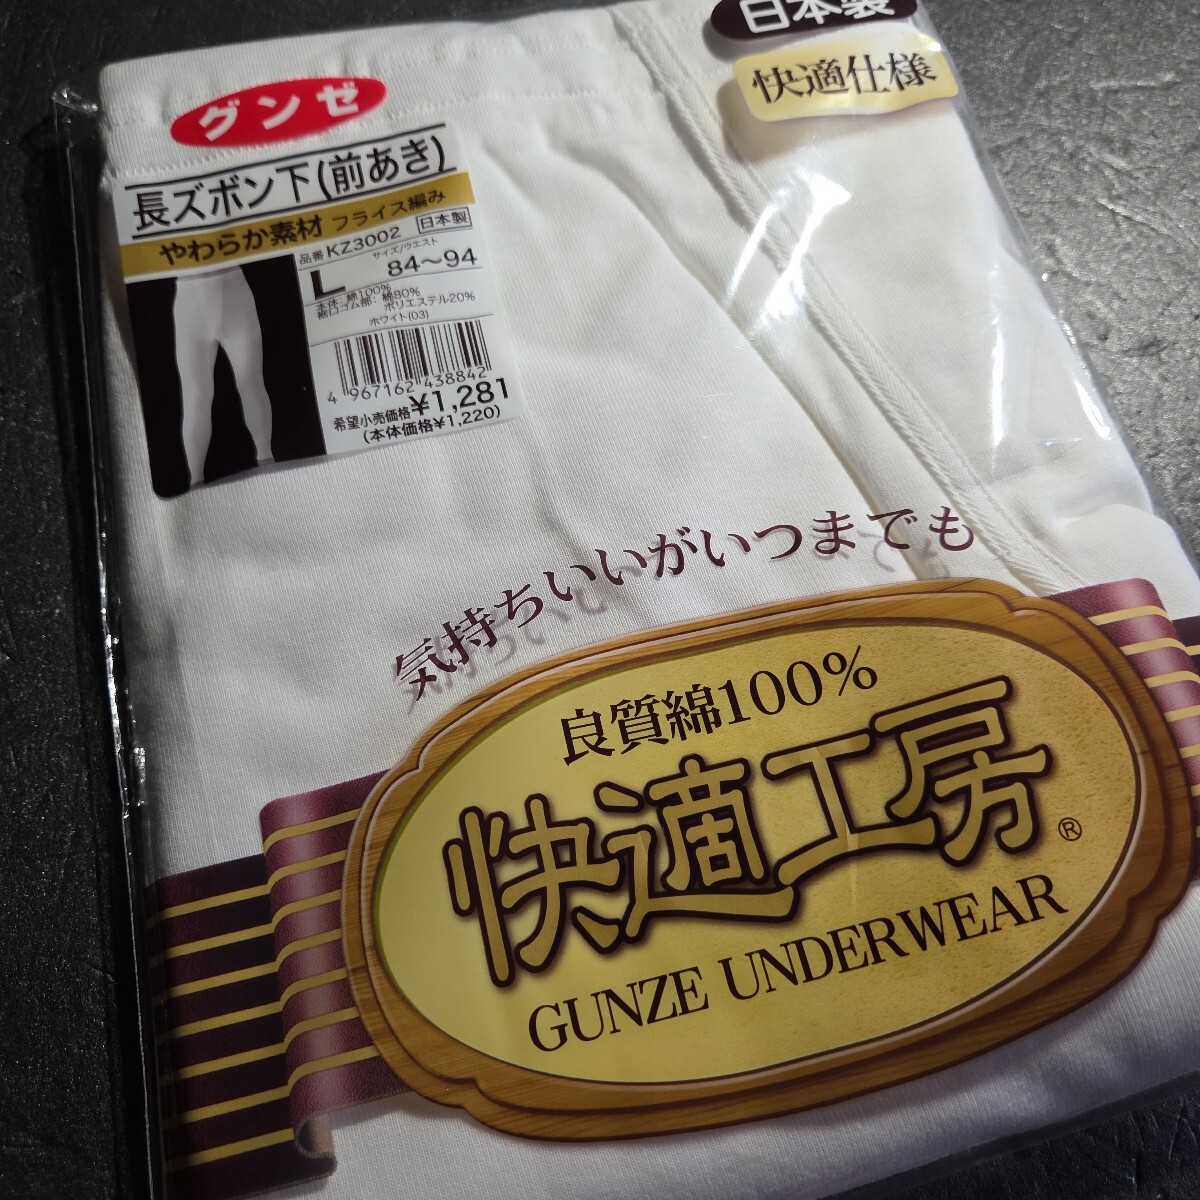 日本製
快適仕様
グンゼ
長ズボン下(前あき)
やわらか素材 フライス編み
品番 KZ3002 日本製
サイズ/ウエスト
L 84〜94
本体：綿100%
裾口ゴム部：綿80%
ポリエステル20%
ホワイト(03)
4 967162 438842
希望小売価格 ¥1,281
(本体価格¥1,220)
気持ちいいがいつまでも
良質綿100%
快適工房®
GUNZE UNDERWEAR